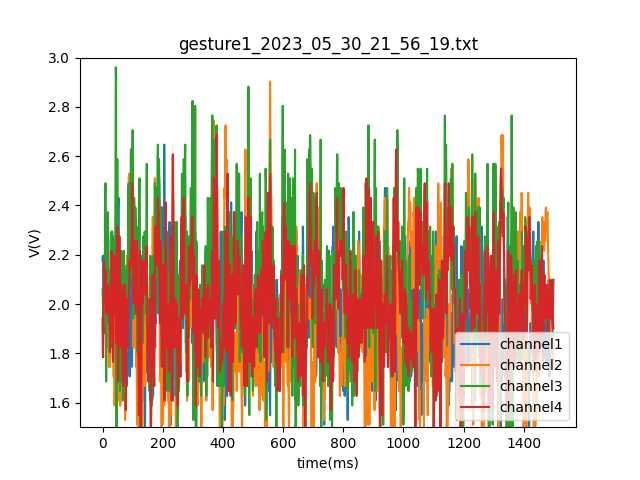 gesture1_2023_05_30_21_56_19.txt
3.0
2.8
2.6
2.4
2.2
2.0
1.8
1.6
V(V)
channel1
channel2
channel3
channel4
0 200 400 600 800 1000 1200 1400
time(ms)